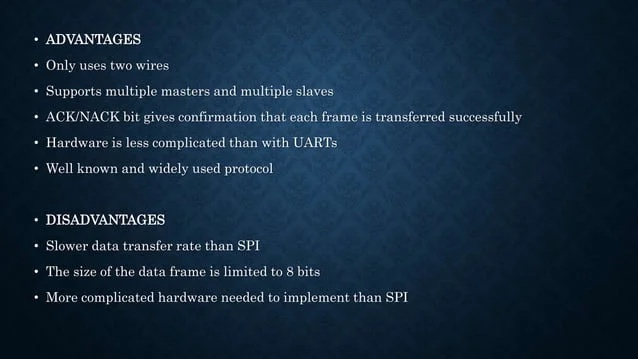 • ADVANTAGES
• Only uses two wires
• Supports multiple masters and multiple slaves
• ACK/NACK bit gives confirmation that each frame is transferred successfully
• Hardware is less complicated than with UARTs
• Well known and widely used protocol
• DISADVANTAGES
• Slower data transfer rate than SPI
• The size of the data frame is limited to 8 bits
• More complicated hardware needed to implement than SPI